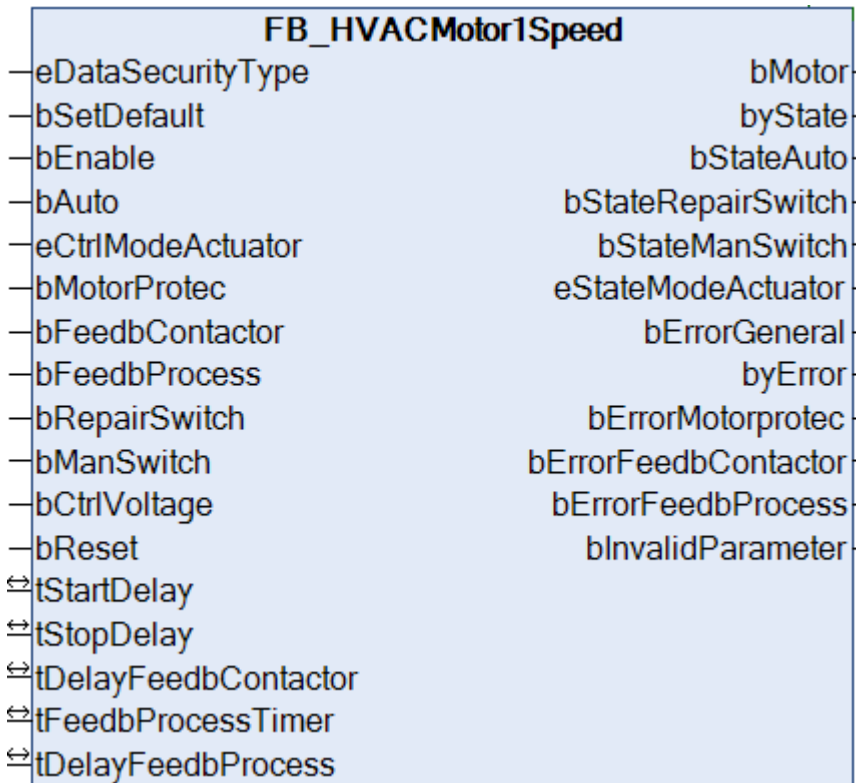 FB_HVACMotor1Speed
eDataSecurityType bMotor
bSetDefault byState
bEnable bStateAuto
bAuto bStateRepairSwitch
eCtrlModeActuator bStateManSwitch
bMotorProtec eStateModeActuator
bFeedbContactor bErrorGeneral
bFeedbProcess byError
bRepairSwitch bErrorMotorprotec
bManSwitch bErrorFeedbContactor
bCtrlVoltage bErrorFeedbProcess
bReset bInvalidParameter
tStartDelay
tStopDelay
tDelayFeedbContactor
tFeedbProcessTimer
tDelayFeedbProcess